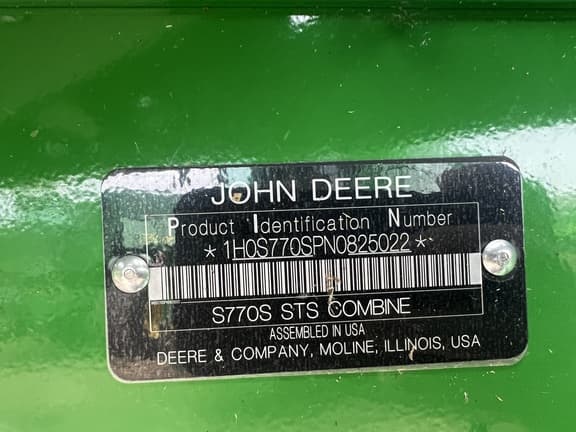 JOHN DEERE
Product Identification Number
*1H0S770SPN0825022*
S770S STS COMBINE
ASSEMBLED IN USA
DEERE & COMPANY, MOLINE, ILLINOIS, USA